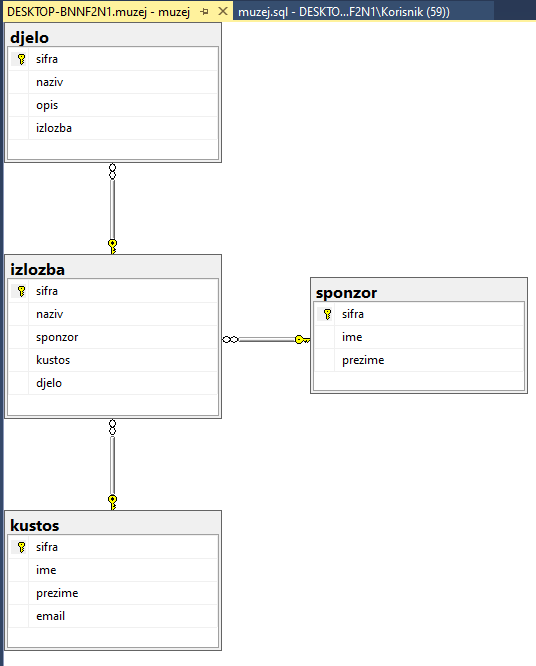 DESKTOP-BNNF2N1.muzej - muzej
muzej.sql - DESKTO...F2N1\Korisnik (59))
djelo
sifra
naziv
opis
izlozba
izlozba
sifra
naziv
sponzor
kustos
djelo
sponzor
sifra
ime
prezime
kustos
sifra
ime
prezime
email